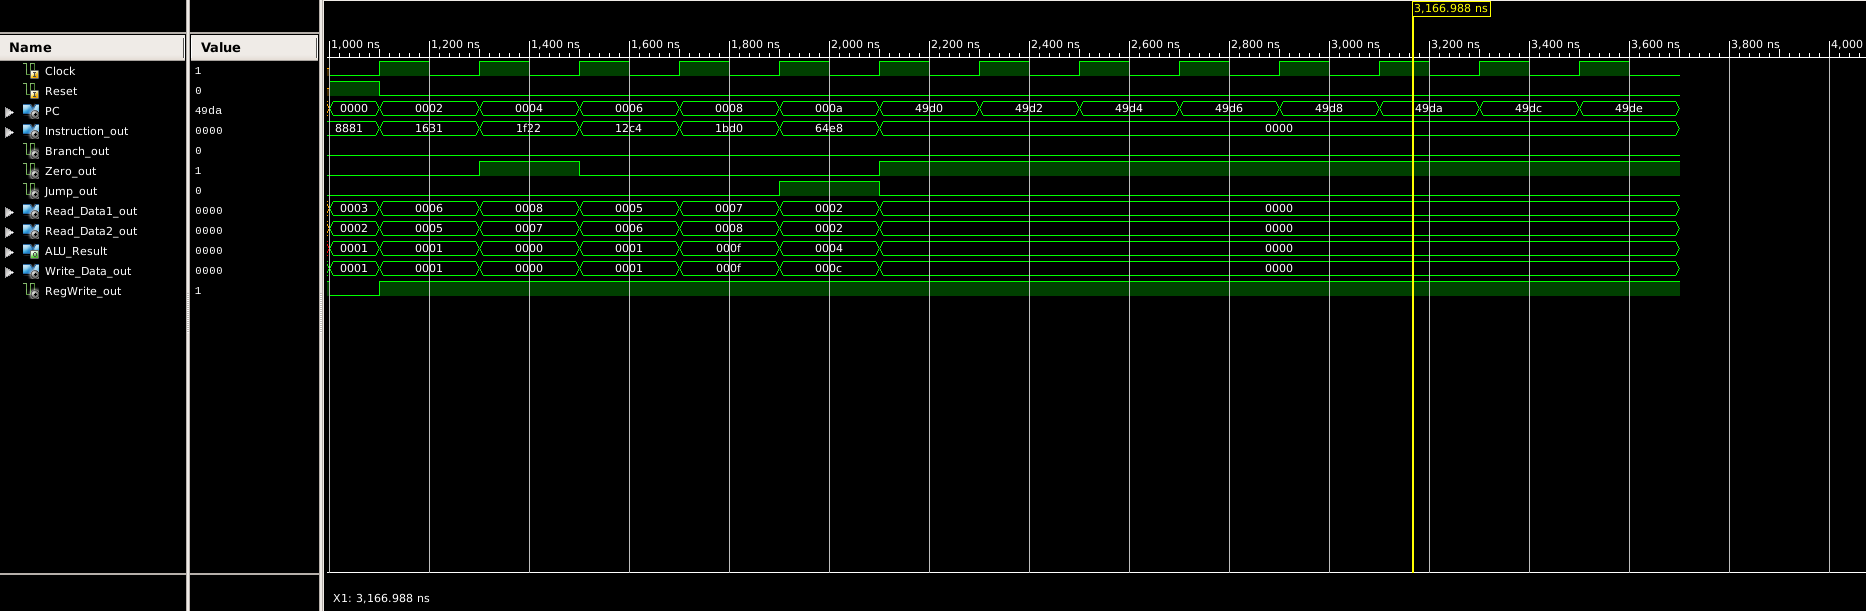 3,166.988 ns
Name Value 1,000 ns 1,200 ns 1,400 ns 1,600 ns 1,800 ns 2,000 ns 2,200 ns 2,400 ns 2,600 ns 2,800 ns 3,000 ns 3,200 ns 3,400 ns 3,600 ns 3,800 ns 4,000
Clock 1
Reset 0
PC 49da 0000 0002 0004 0006 0008 000a 49d0 49d2 49d4 49d6 49d8 49da 49dc 49de
Instruction_out 0000 8881 1631 1f22 12c4 1bd0 64e8 0000
Branch_out 0
Zero_out 1
Jump_out 0
Read_Data1_out 0000 0003 0006 0008 0005 0007 0002 0000
Read_Data2_out 0000 0002 0005 0007 0006 0008 0002 0000
ALU_Result 0000 0001 0001 0000 0001 000f 0004 0000
Write_Data_out 0000 0001 0001 0000 0001 000f 000c 0000
RegWrite_out 1
X1: 3,166.988 ns